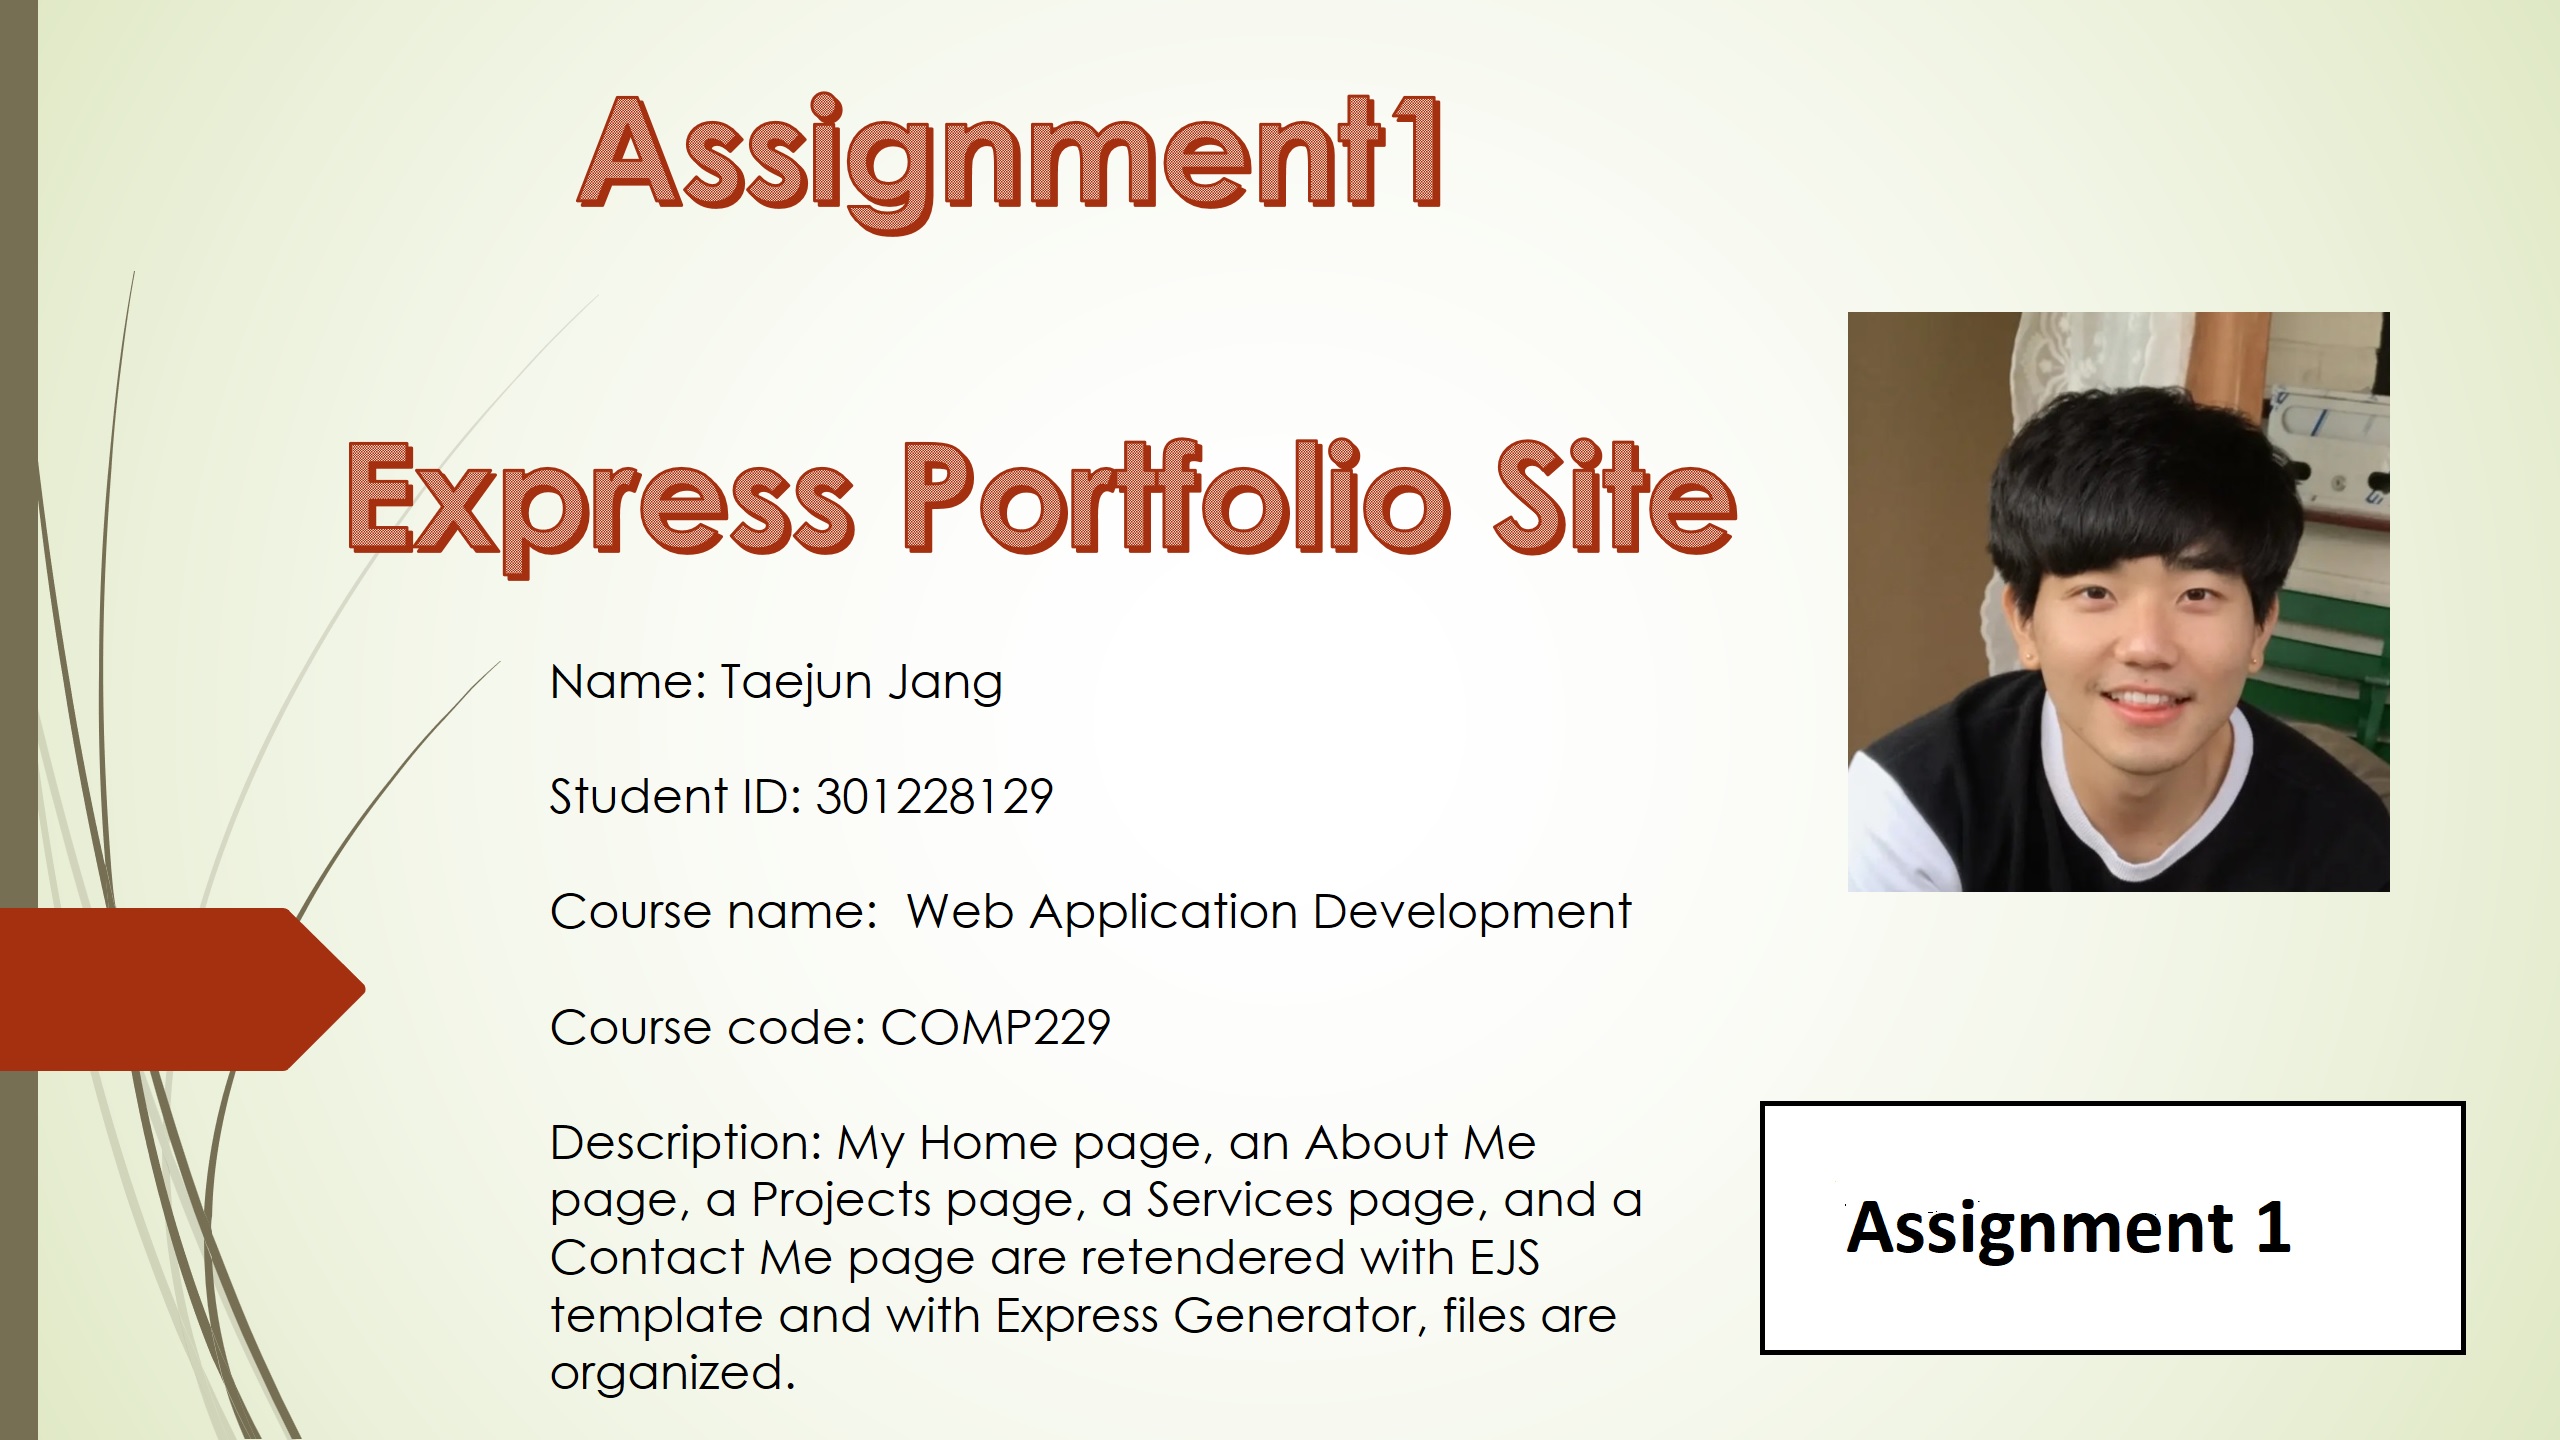 Assignment1
Express Portfolio Site
Name: Taejun Jang
Student ID: 301228129
Course name:  Web Application Development
Course code: COMP229
Description: My Home page, an About Me
page, a Projects page, a Services page, and a
Contact Me page are retendered with EJS
template and with Express Generator, files are
organized.
Assignment 1